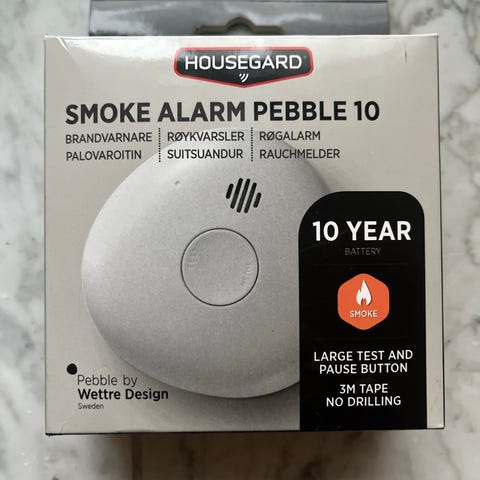 HOUSEGARD
SMOKE ALARM PEBBLE 10
BRANDVARNARE RØYKVARSLER RØGALARM
PALOVAROITIN SUITSUANDUR RAUCHMELDER
10 YEAR
BATTERY
SMOKE
LARGE TEST AND
PAUSE BUTTON
3M TAPE
NO DRILLING
Pebble by
Wettre Design
Sweden